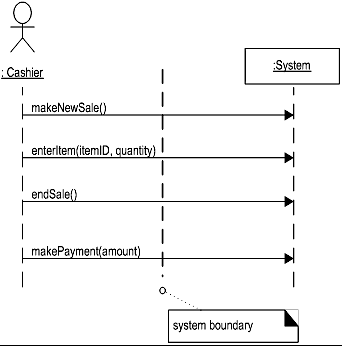 : Cashier
:System
makeNewSale()
enterItem(itemID, quantity)
endSale()
makePayment(amount)
system boundary